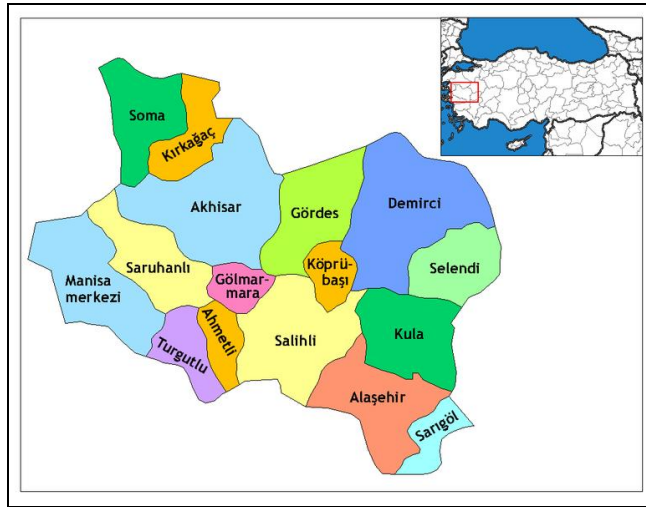 Soma
Kırkağaç
Akhisar
Gördes
Demirci
Saruhanlı
Manisa
merkezi
Gölmar-
mara
Köprü-
başı
Selendi
Turgutlu
Ahmetli
Salihli
Kula
Alaşehir
Sarıgöl